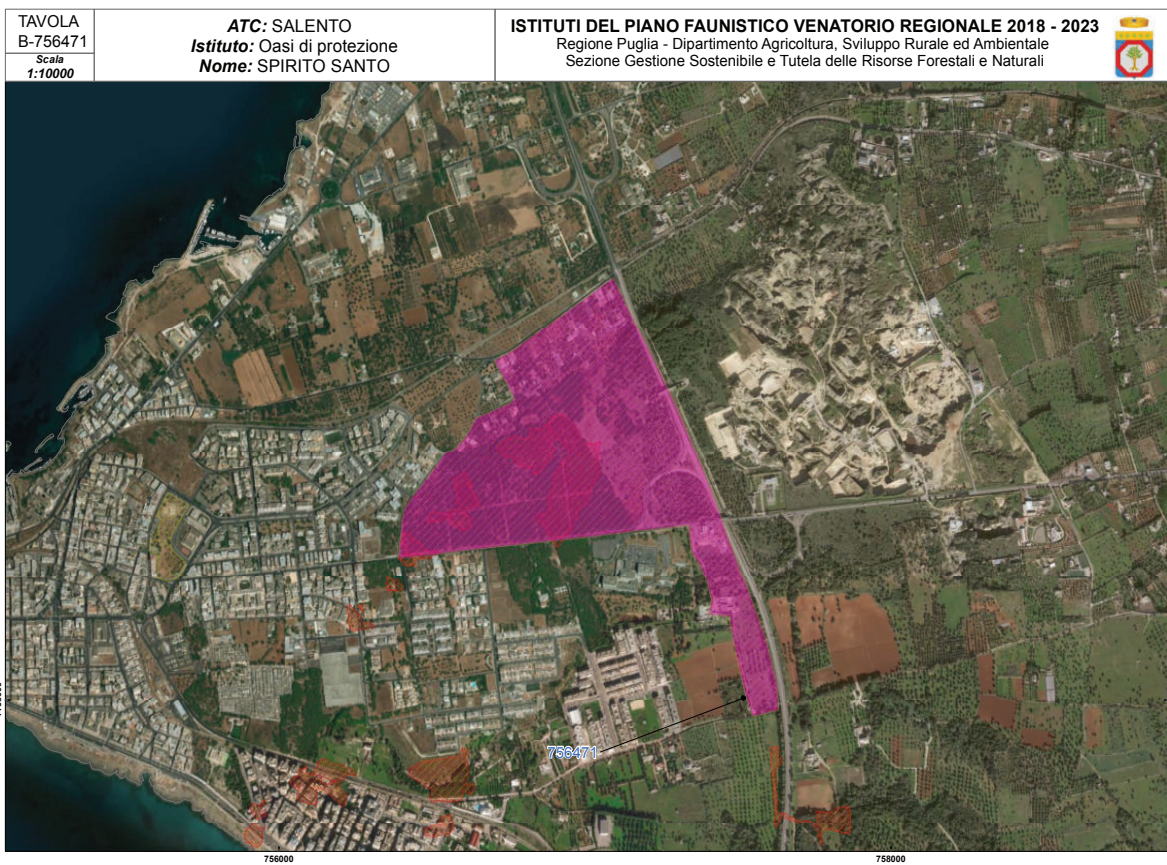 TAVOLA
B-756471
Scala
1:10000
ATC: SALENTO
Istituto: Oasi di protezione
Nome: SPIRITO SANTO
ISTITUTI DEL PIANO FAUNISTICO VENATORIO REGIONALE 2018 - 2023
Regione Puglia - Dipartimento Agricoltura, Sviluppo Rurale ed Ambientale
Sezione Gestione Sostenibile e Tutela delle Risorse Forestali e Naturali
756471
756000
758000